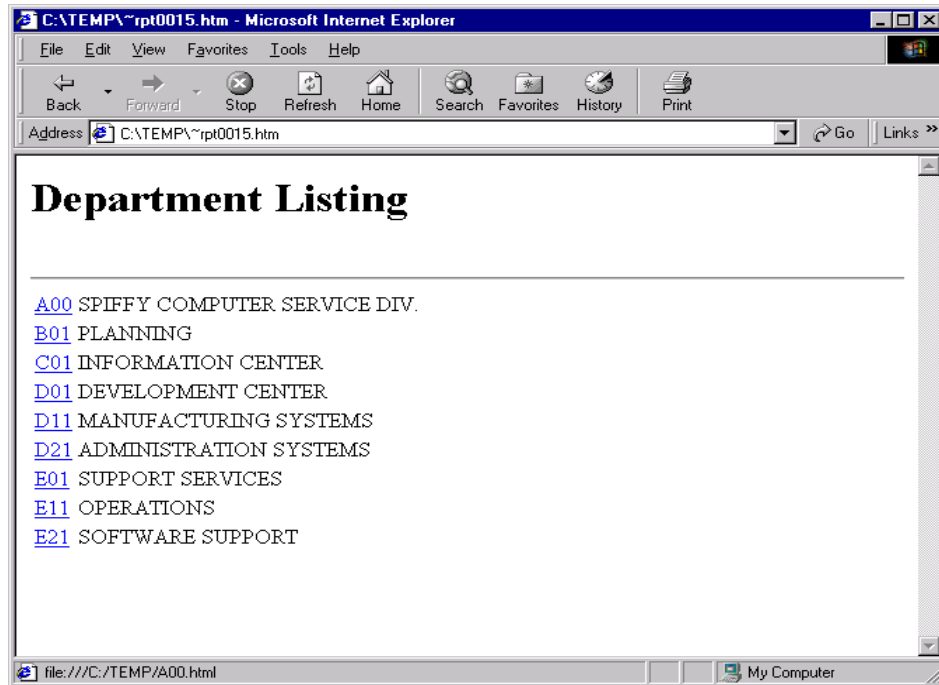 C:\TEMP\~rpt0015.htm - Microsoft Internet Explorer
File Edit View Favorites Tools Help
Back Forward Stop Refresh Home Search Favorites History Print
Address C:\TEMP\~rpt0015.htm Go Links »
Department Listing
A00 SPIFFY COMPUTER SERVICE DIV.
B01 PLANNING
C01 INFORMATION CENTER
D01 DEVELOPMENT CENTER
D11 MANUFACTURING SYSTEMS
D21 ADMINISTRATION SYSTEMS
E01 SUPPORT SERVICES
E11 OPERATIONS
E21 SOFTWARE SUPPORT
file:///C:/TEMP/A00.html My Computer